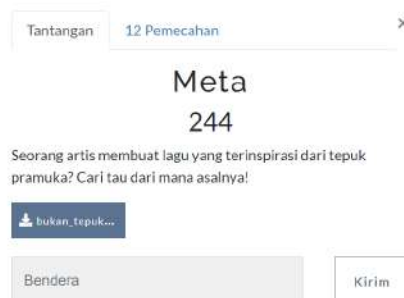 Tantangan
12 Pemecahan
×
Meta
244
Seorang artis membuat lagu yang terinspirasi dari tepuk
pramuka? Cari tau dari mana asalnya!
bukan_tepuk...
Bendera
Kirim